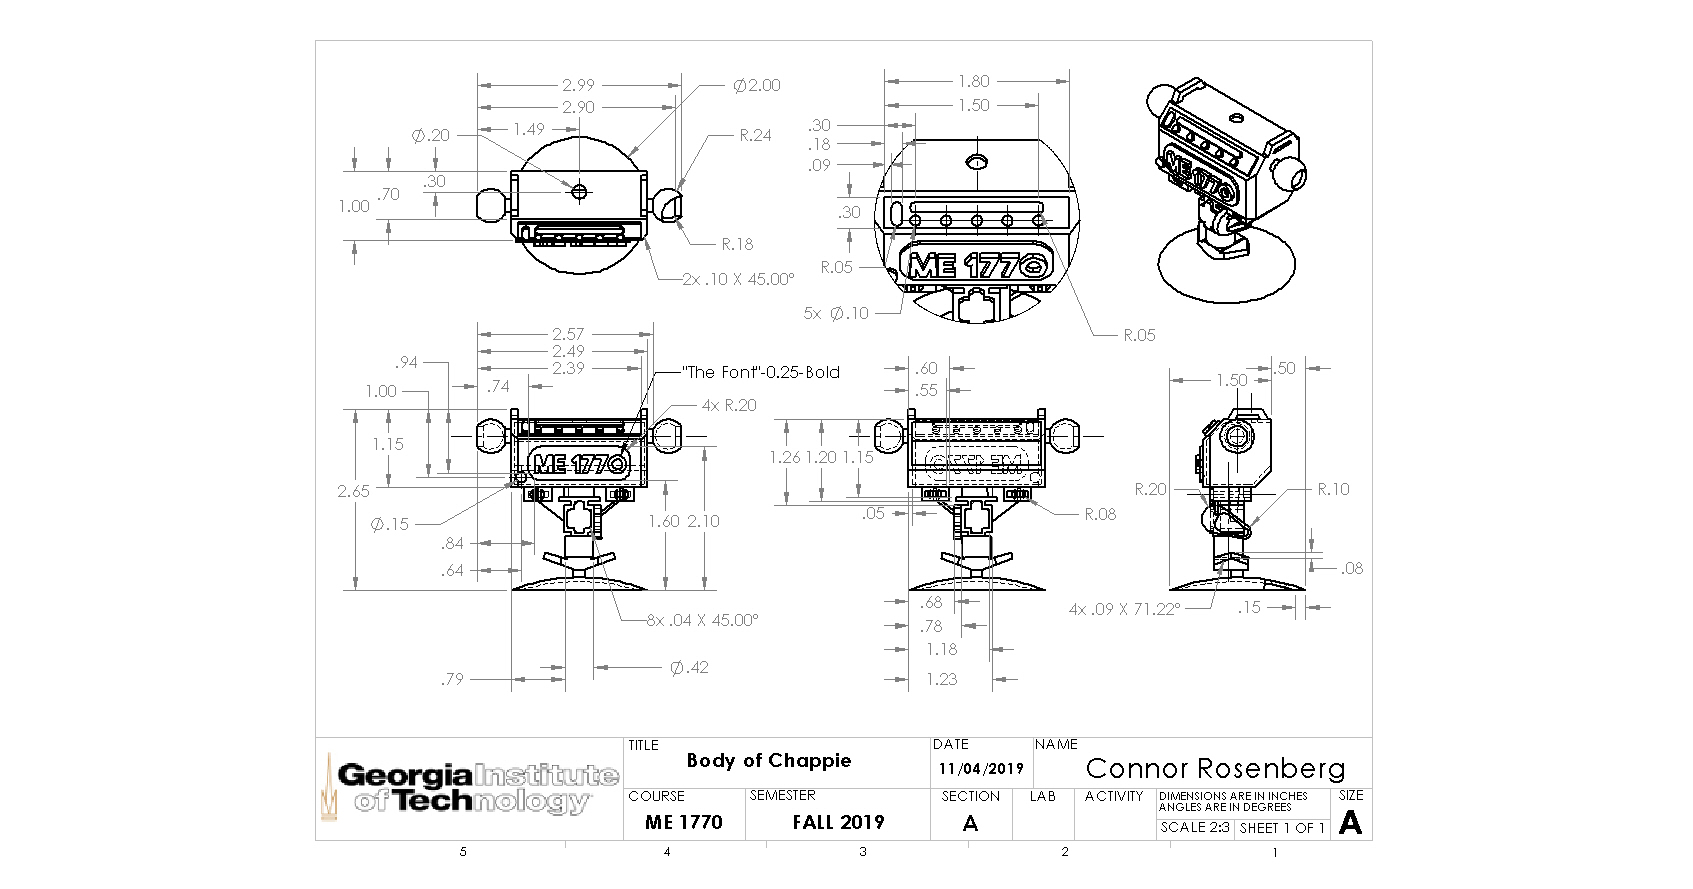 2.99
2.90
1.49
Ø.20
Ø2.00
R.24
.30
.70
1.00
R.18
2x .10 X 45.00°
1.80
1.50
.30
.18
.09
.30
R.05
5x Ø.10
R.05
ME 1770
ME 1770
2.57
2.49
2.39
.74
.94
1.00
"The Font"-0.25-Bold
4x R.20
1.15
2.65
ME 1770
Ø.15
.84
.64
1.60 2.10
8x .04 X 45.00°
Ø.42
.79
.60
.55
1.26 1.20 1.15
ME 1770
.05
R.08
.68
.78
1.18
1.23
.50
1.50
R.20
R.10
.08
4x .09 X 71.22°
.15
Georgia Institute
of Technology
TITLE
Body of Chappie
DATE
11/04/2019
NAME
Connor Rosenberg
COURSE
ME 1770
SEMESTER
FALL 2019
SECTION
A
LAB
ACTIVITY
DIMENSIONS ARE IN INCHES
ANGLES ARE IN DEGREES
SCALE 2:3
SHEET 1 OF 1
SIZE
A
5 4 3 2 1